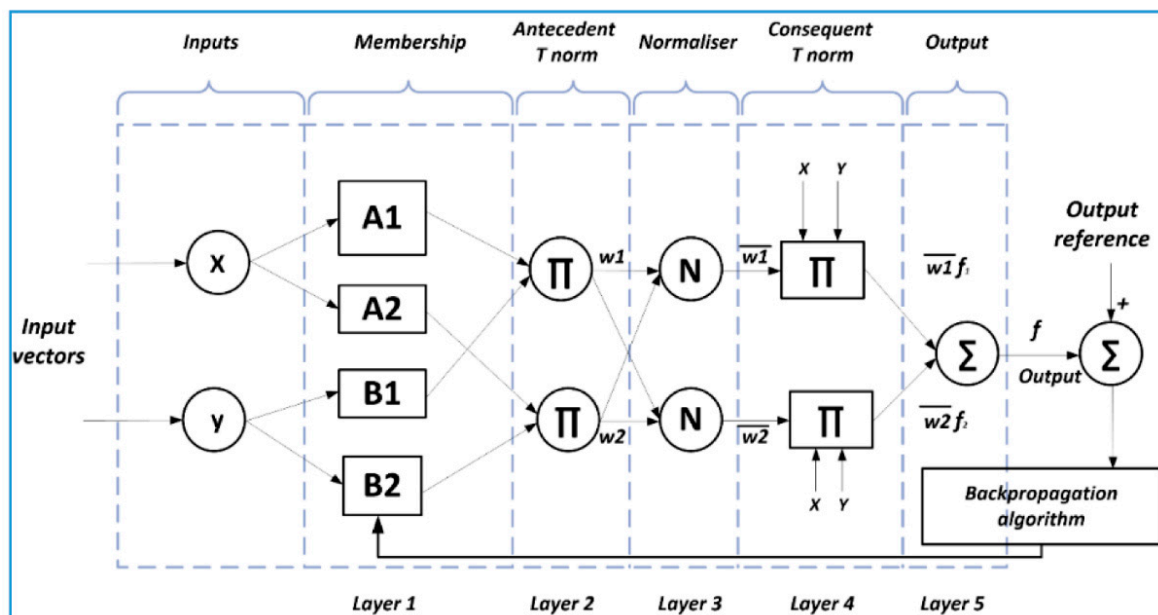 Inputs
Membership
Antecedent
T norm
Normaliser
Consequent
T norm
Output
X
Y
A1
A2
B1
B2
x
y
Input
vectors
Π
w1
Π
w2
N
w1
N
w2
Π
Π
X
Y
w1 f1
w2 f2
Σ
f
Output
Output
reference
+
Σ
Backpropagation
algorithm
Layer 1
Layer 2
Layer 3
Layer 4
Layer 5